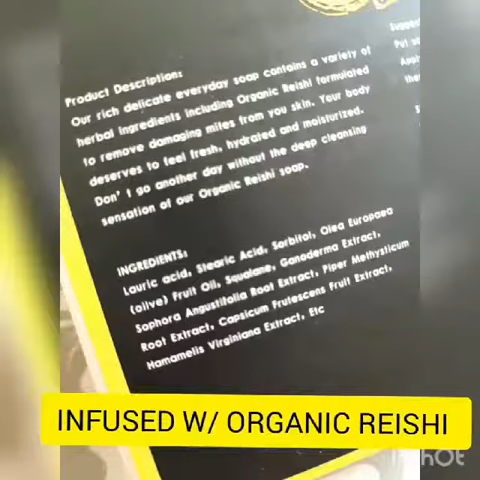 Product Description:
Our rich delicate everyday soap contains a variety of
herbal ingredients including Organic Reishi formulated
to remove damaging mites from you skin. Your body
deserves to feel fresh, hydrated and moisturized.
Don' t go another day without the deep cleansing
sensation of our Organic Reishi soap.
INGREDIENTS:
Lauric acid, Stearic Acid, Sorbitol, Olea Europaea
(olive) Fruit Oil, Squalane, Ganoderma Extract,
Sophora Angustifolia Root Extract, Piper Methysticum
Root Extract, Capsicum Frutescens Fruit Extract,
Hamamelis Virginiana Extract, Etc
Put
INFUSED W/ ORGANIC REISHI